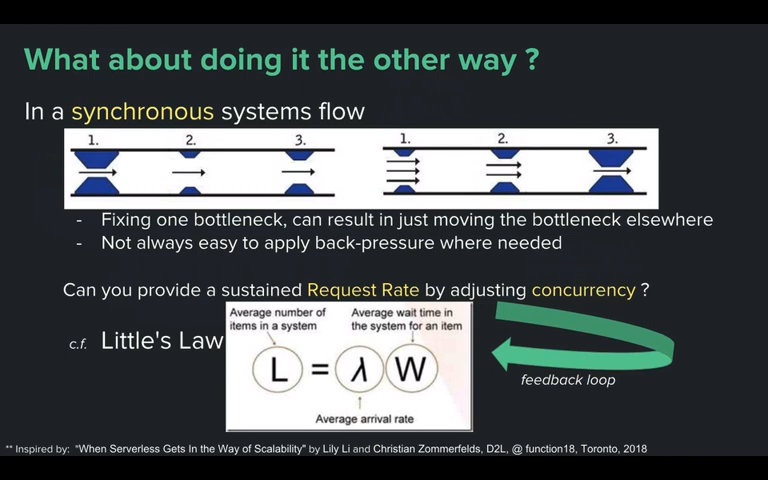 What about doing it the other way ?
In a synchronous systems flow
1. 2. 3. 1. 2. 3.
- Fixing one bottleneck, can result in just moving the bottleneck elsewhere
- Not always easy to apply back-pressure where needed
Can you provide a sustained Request Rate by adjusting concurrency ?
Average number of items in a system
Average wait time in the system for an item
c.f. Little's Law
L = λ W
feedback loop
Average arrival rate
** Inspired by: "When Serverless Gets In the Way of Scalability" by Lily Li and Christian Zommerfelds, D2L, @ function18, Toronto, 2018